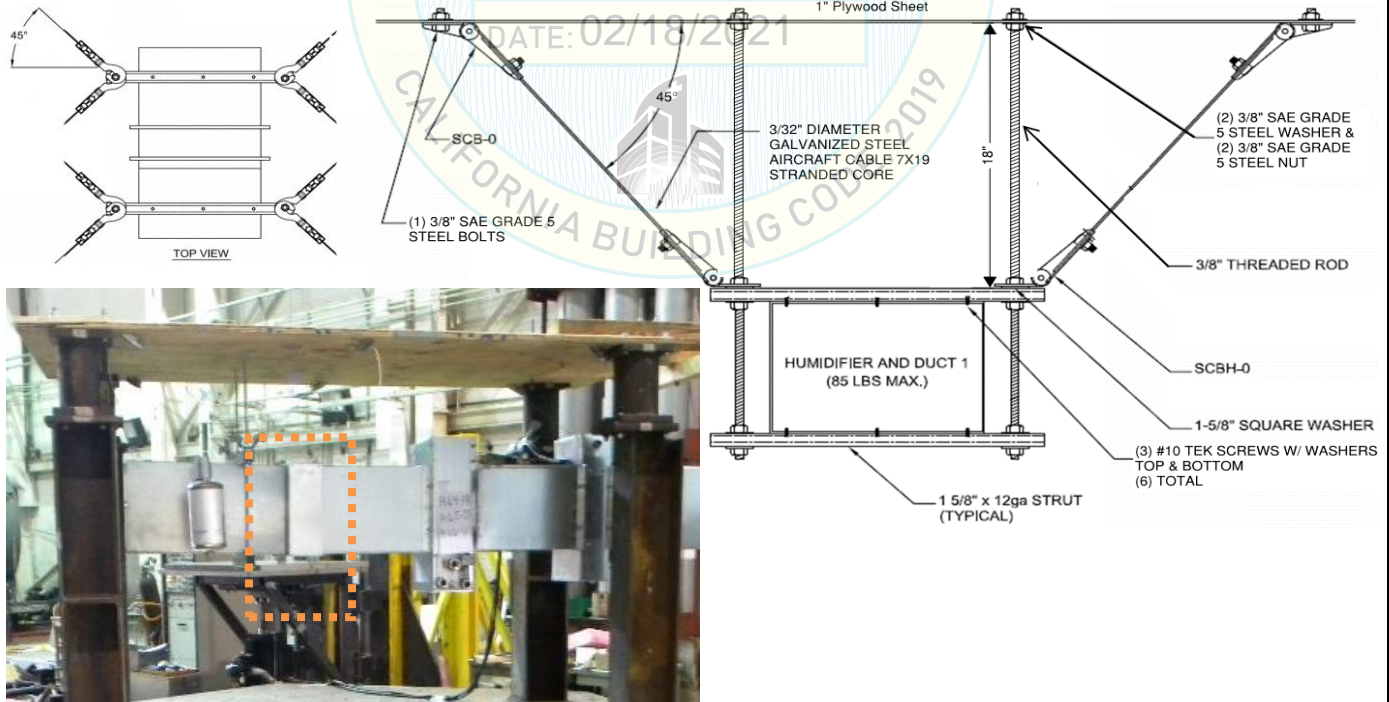 1" Plywood Sheet
45°
DATE: 02/18/2021
CALIFORNIA BUILDING CODE 2019
45°
SCB-0
3/32" DIAMETER
GALVANIZED STEEL
AIRCRAFT CABLE 7X19
STRANDED CORE
18"
(2) 3/8" SAE GRADE
5 STEEL WASHER &
(2) 3/8" SAE GRADE
5 STEEL NUT
(1) 3/8" SAE GRADE 5
STEEL BOLTS
TOP VIEW
3/8" THREADED ROD
HUMIDIFIER AND DUCT 1
(85 LBS MAX.)
SCBH-0
1-5/8" SQUARE WASHER
(3) #10 TEK SCREWS W/ WASHERS
TOP & BOTTOM
(6) TOTAL
1 5/8" x 12ga STRUT
(TYPICAL)